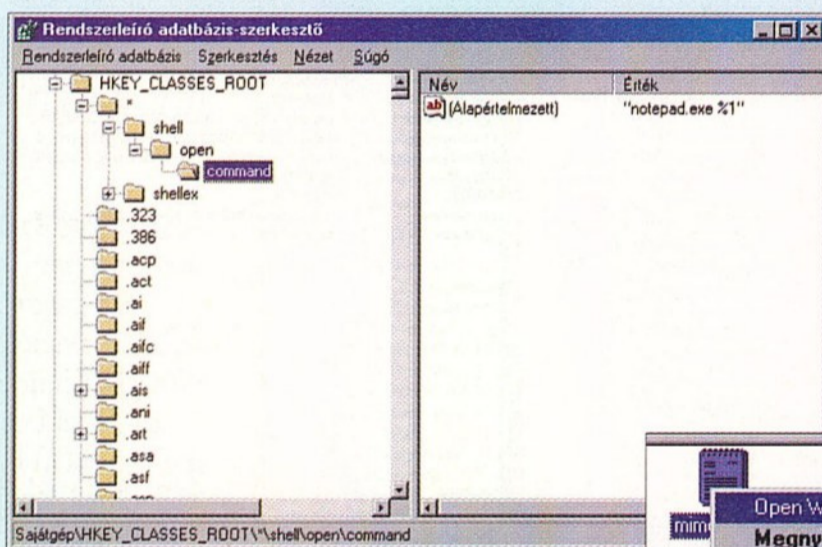 Rendszerleíró adatbázis-szerkesztő
Rendszerleíró adatbázis Szerkesztés Nézet Súgó
HKEY_CLASSES_ROOT
*
shell
open
command
shellex
.323
.386
.acp
.act
.ai
.aif
.aifc
.aiff
.ais
.ani
.art
.asa
.asf
Név Érték
ab (Alapértelmezett) "notepad.exe %1"
Sajátgép\HKEY_CLASSES_ROOT\*\shell\open\command
Open W
Megny